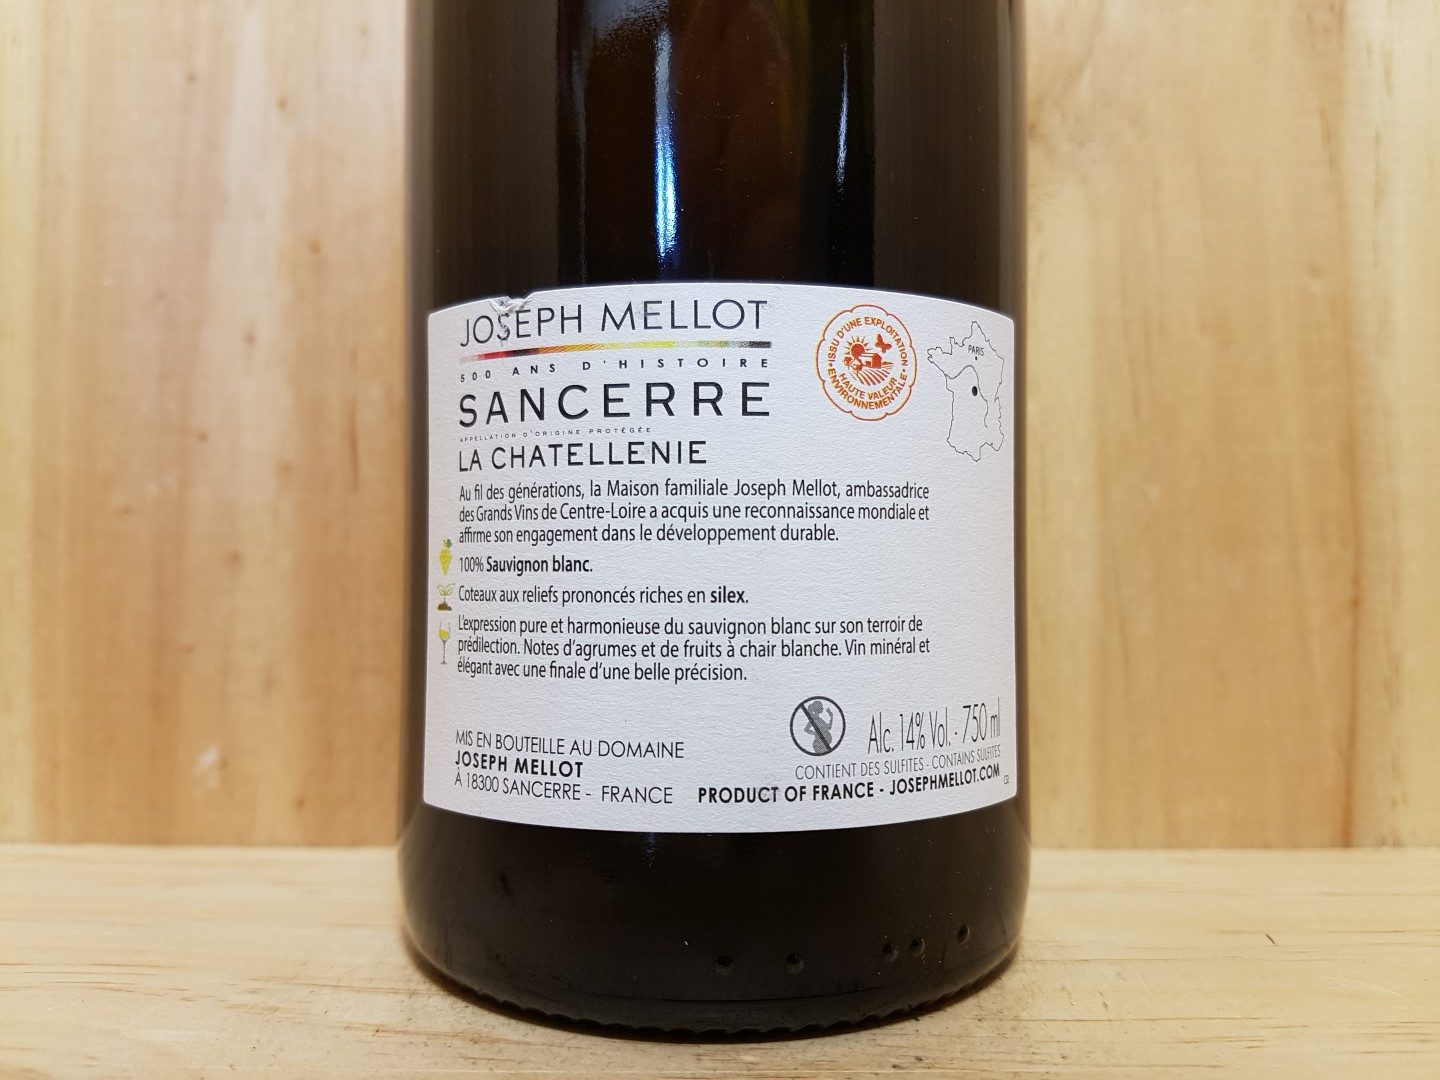 JOSEPH MELLOT
500 ANS D'HISTOIRE
SANCERRE
APPELLATION D'ORIGINE PROTÉGÉE
LA CHATELLENIE
ISSU D'UNE EXPLOITATION
HAUTE VALEUR
ENVIRONNEMENTALE
PARIS
Au fil des générations, la Maison familiale Joseph Mellot, ambassadrice
des Grands Vins de Centre-Loire a acquis une reconnaissance mondiale et
affirme son engagement dans le développement durable.
100% Sauvignon blanc.
Coteaux aux reliefs prononcés riches en silex.
L'expression pure et harmonieuse du sauvignon blanc sur son terroir de
prédilection. Notes d'agrumes et de fruits à chair blanche. Vin minéral et
élégant avec une finale d'une belle précision.
MIS EN BOUTEILLE AU DOMAINE
JOSEPH MELLOT
À 18300 SANCERRE - FRANCE
Alc. 14% Vol. - 750 ml
CONTIENT DES SULFITES - CONTAINS SULFITES
PRODUCT OF FRANCE - JOSEPHMELLOT.COM